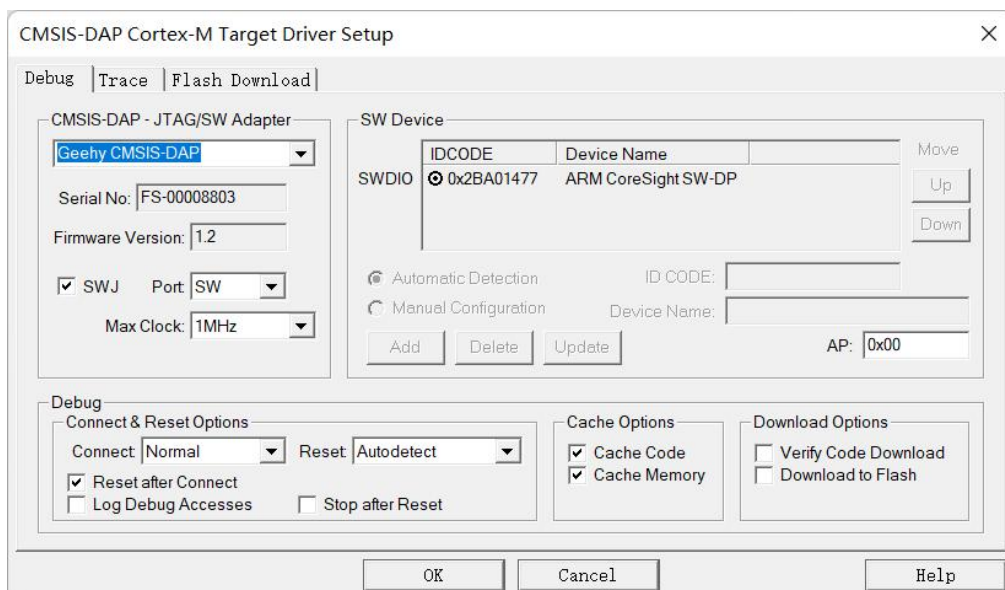 CMSIS-DAP Cortex-M Target Driver Setup
Debug
Trace
Flash Download
CMSIS-DAP - JTAG/SW Adapter
Geehy CMSIS-DAP
Serial No: FS-00008803
Firmware Version: 1.2
SWJ Port: SW
Max Clock: 1MHz
SW Device
IDCODE Device Name
SWDIO 0x2BA01477 ARM CoreSight SW-DP
Move
Up
Down
Automatic Detection
ID CODE:
Manual Configuration
Device Name:
Add
Delete
Update
AP: 0x00
Debug
Connect & Reset Options
Connect: Normal
Reset: Autodetect
Reset after Connect
Log Debug Accesses
Stop after Reset
Cache Options
Cache Code
Cache Memory
Download Options
Verify Code Download
Download to Flash
OK
Cancel
Help